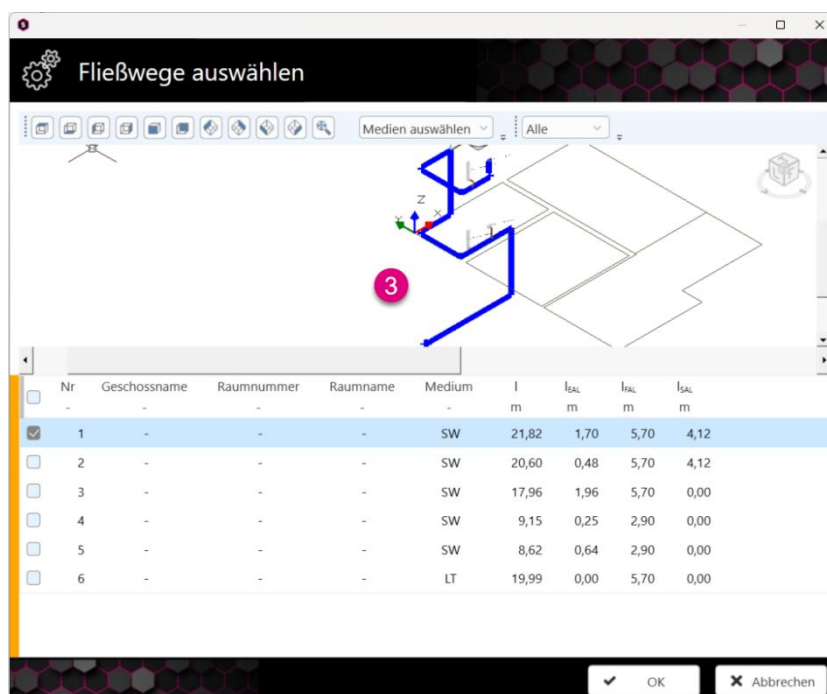 Fließwege auswählen
Medien auswählen Alle
Z
X
Y
3
Nr Geschossname Raumnummer Raumname Medium l lEAL lFAL lSAL
- - - - - m m m m
1 - - - SW 21,82 1,70 5,70 4,12
2 - - - SW 20,60 0,48 5,70 4,12
3 - - - SW 17,96 1,96 5,70 0,00
4 - - - SW 9,15 0,25 2,90 0,00
5 - - - SW 8,62 0,64 2,90 0,00
6 - - - LT 19,99 0,00 5,70 0,00
OK Abbrechen